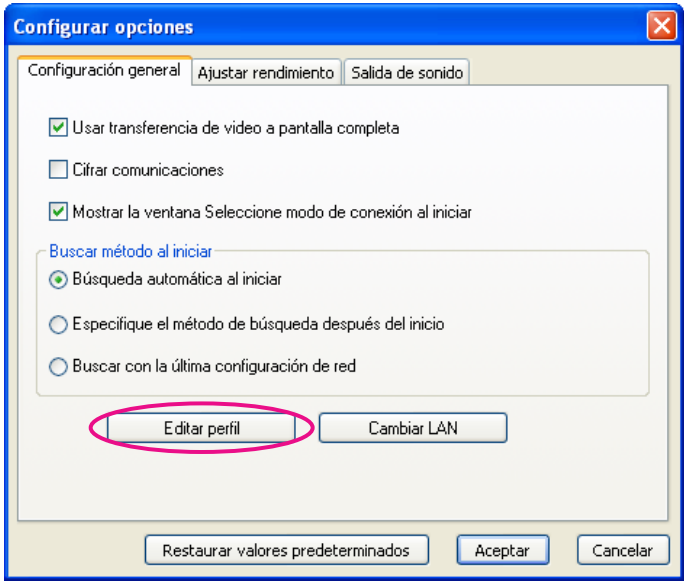 Configurar opciones
Configuración general
Ajustar rendimiento
Salida de sonido
Usar transferencia de video a pantalla completa
Cifrar comunicaciones
Mostrar la ventana Seleccione modo de conexión al iniciar
Buscar método al iniciar
Búsqueda automática al iniciar
Especifique el método de búsqueda después del inicio
Buscar con la última configuración de red
Editar perfil
Cambiar LAN
Restaurar valores predeterminados
Aceptar
Cancelar